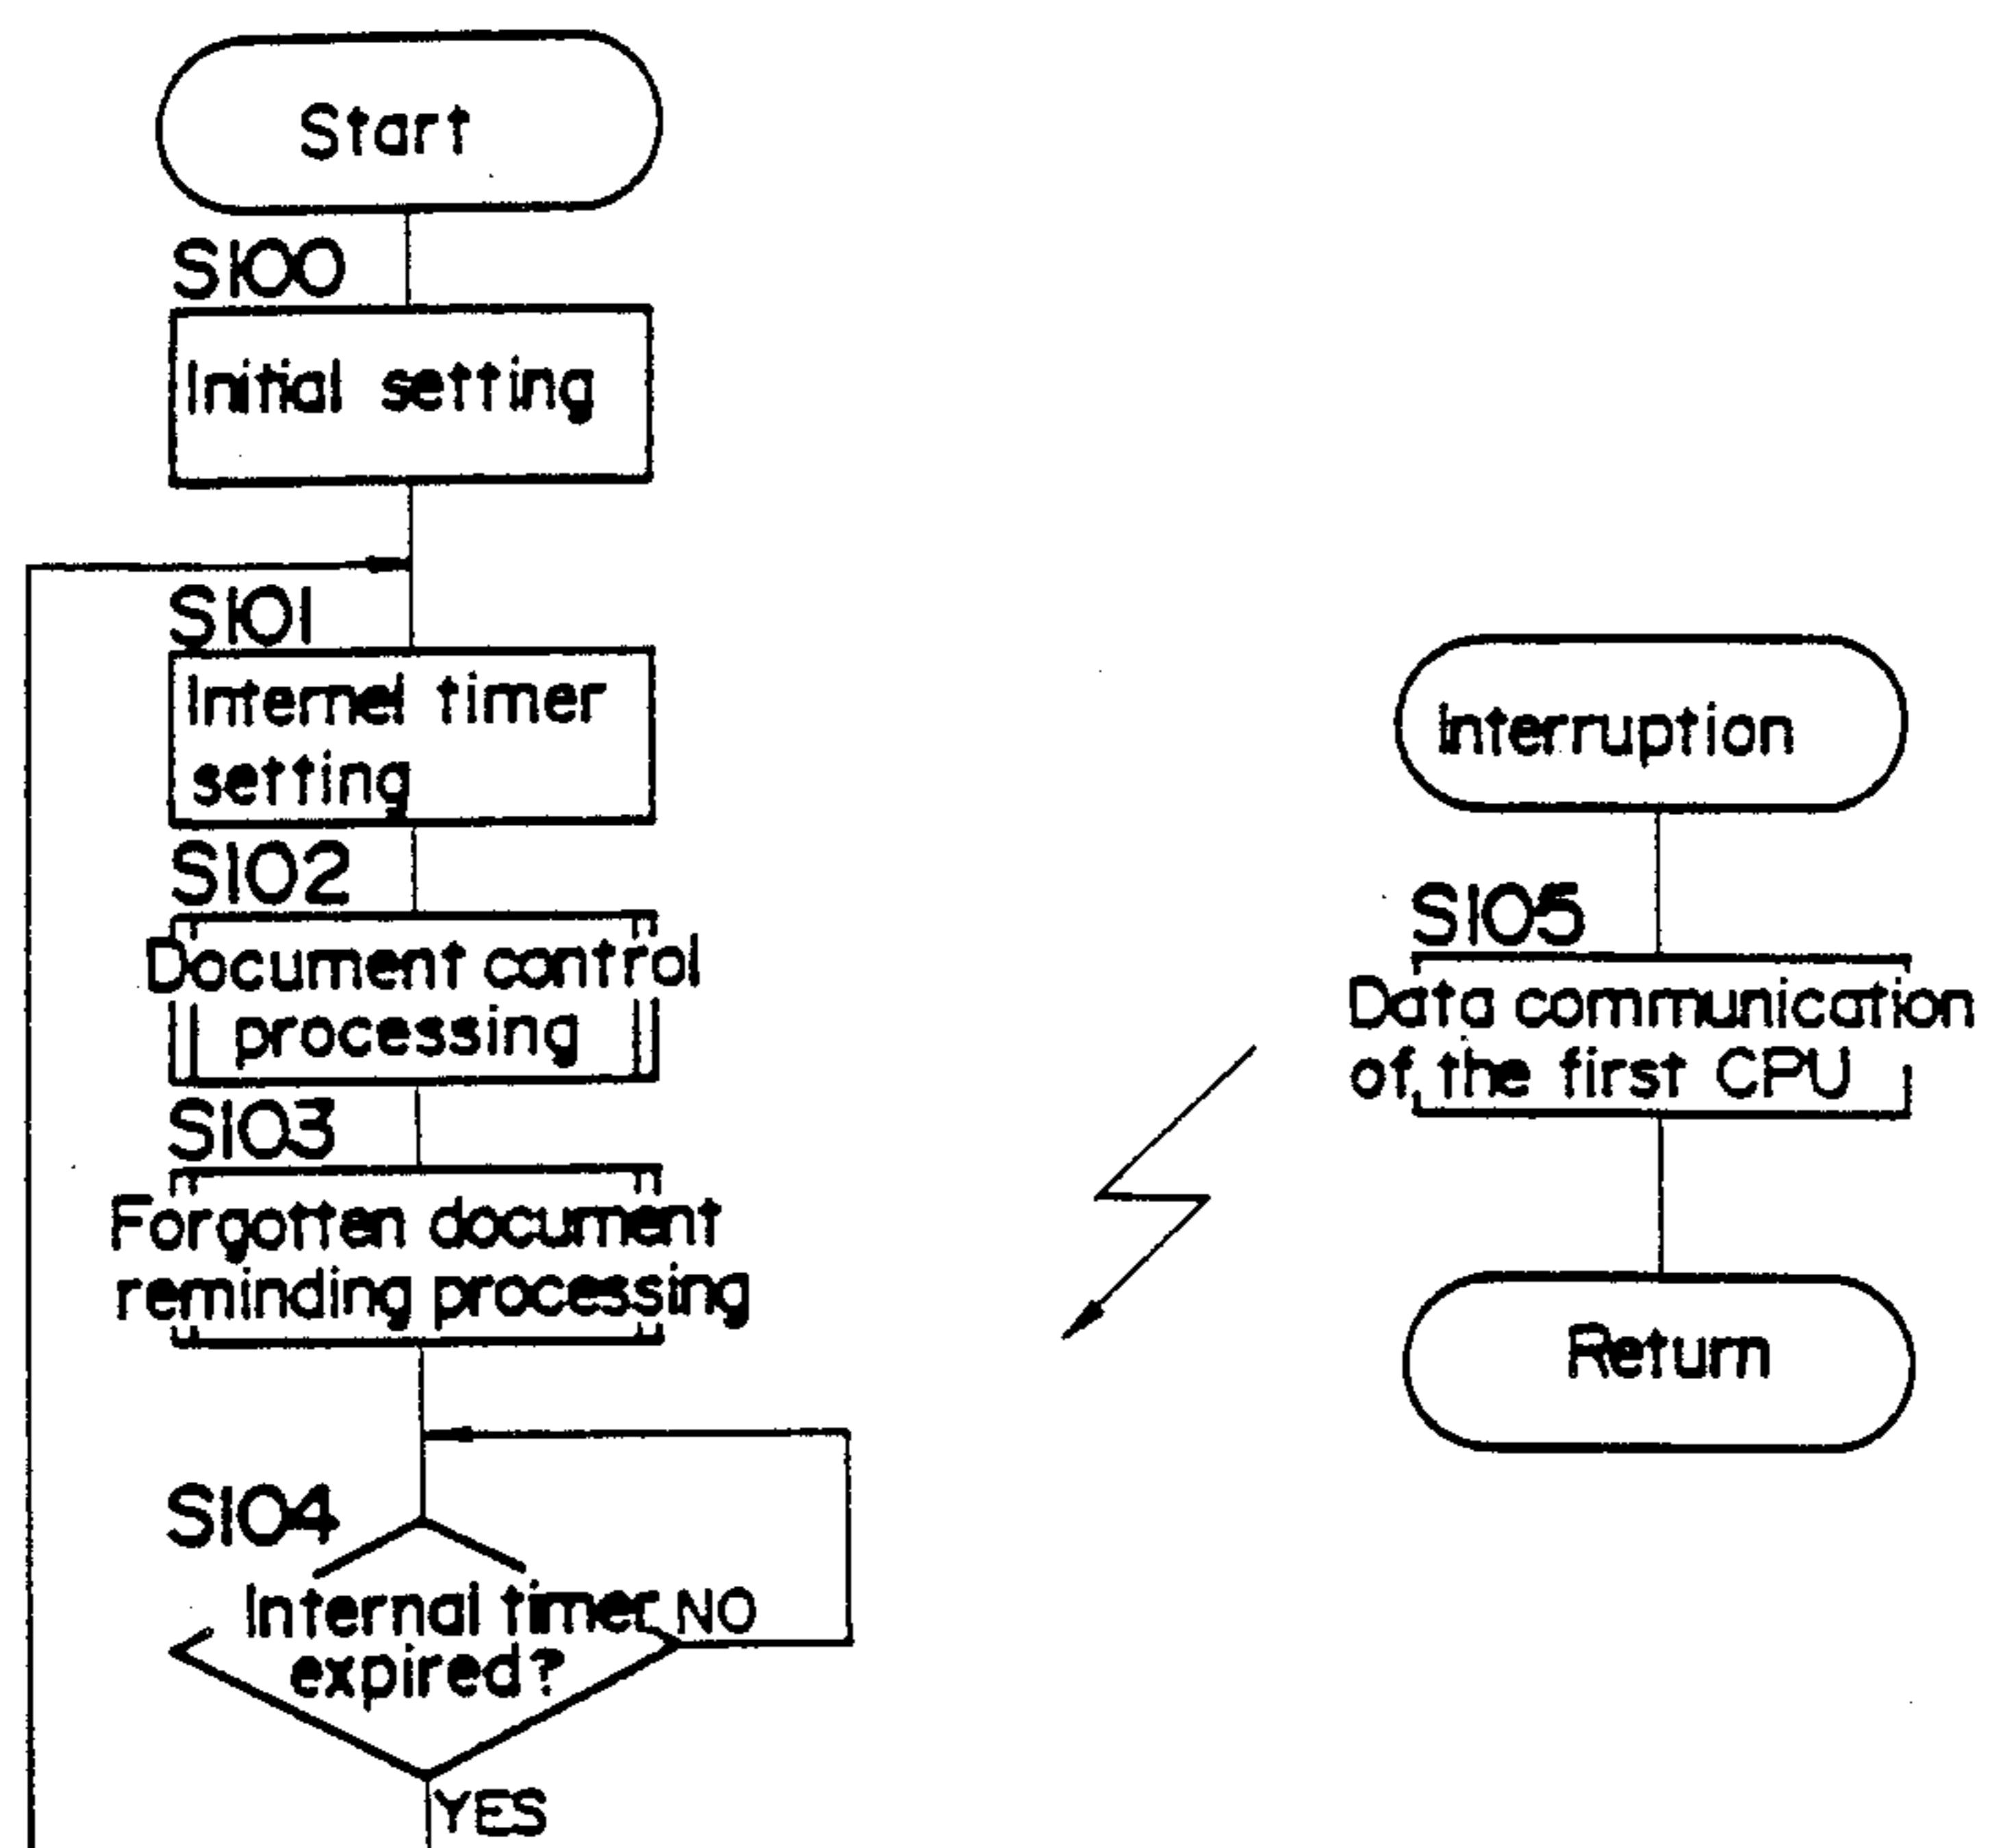 Start
S100
Initial setting
S101
Internel timer
setting
S102
Document control
processing
S103
Forgotten document
reminding processing
S104
Internal timer
expired?
NO
YES
Interruption
S105
Data communication
of the first CPU
Return